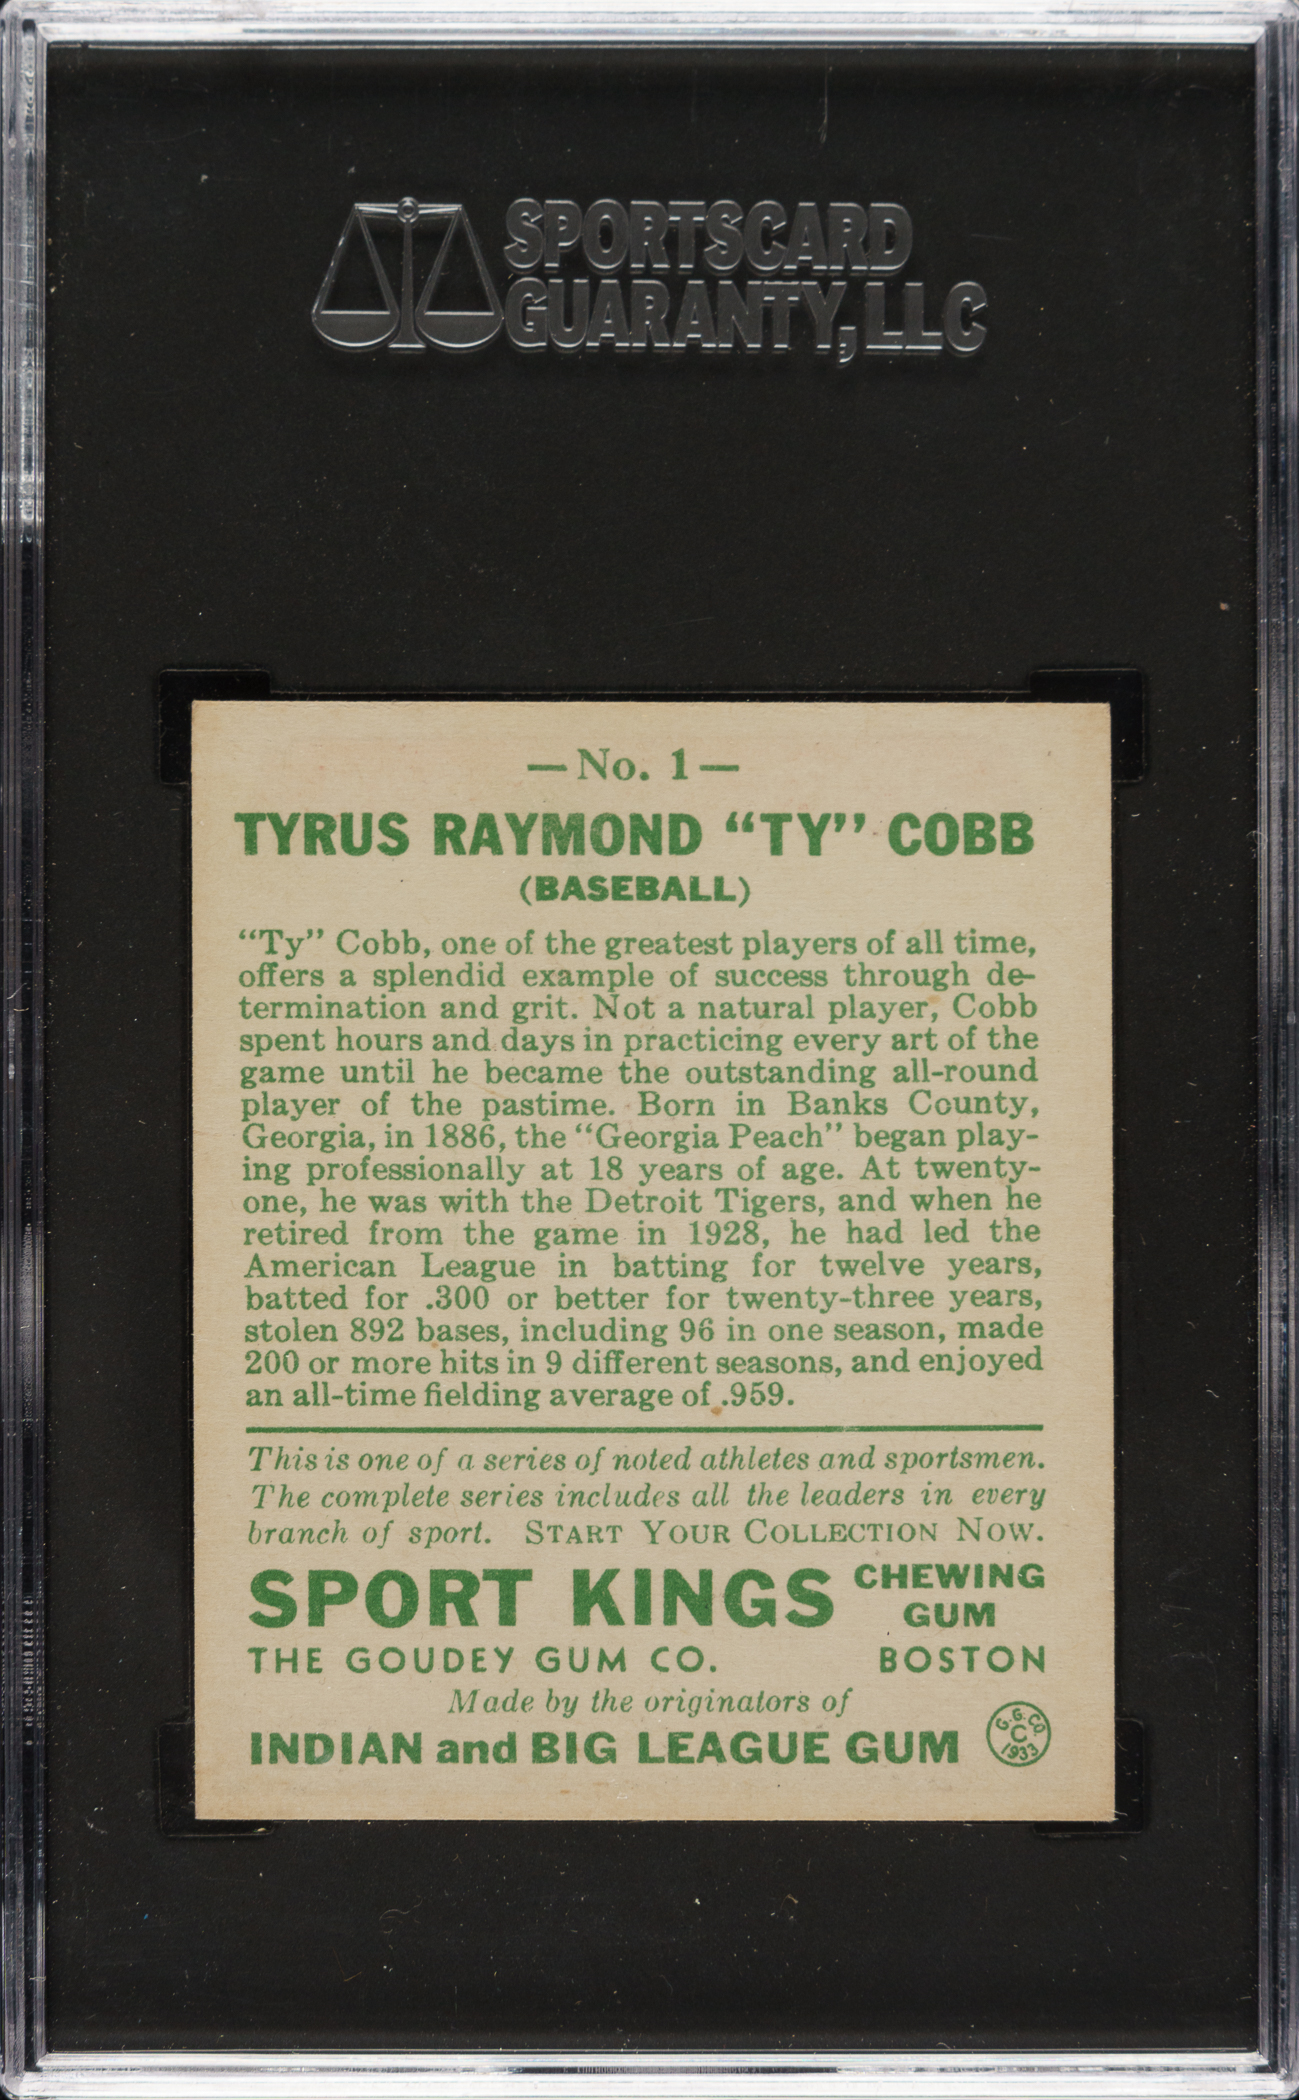 SPORTSCARD
GUARANTY, LLC
—No. 1—
TYRUS RAYMOND “TY” COBB
(BASEBALL)
“Ty” Cobb, one of the greatest players of all time,
offers a splendid example of success through de-
termination and grit. Not a natural player, Cobb
spent hours and days in practicing every art of the
game until he became the outstanding all-round
player of the pastime. Born in Banks County,
Georgia, in 1886, the “Georgia Peach” began play-
ing professionally at 18 years of age. At twenty-
one, he was with the Detroit Tigers, and when he
retired from the game in 1928, he had led the
American League in batting for twelve years,
batted for .300 or better for twenty-three years,
stolen 892 bases, including 96 in one season, made
200 or more hits in 9 different seasons, and enjoyed
an all-time fielding average of .959.
This is one of a series of noted athletes and sportsmen.
The complete series includes all the leaders in every
branch of sport. START YOUR COLLECTION NOW.
SPORT KINGS CHEWING GUM
THE GOUDEY GUM CO. BOSTON
Made by the originators of
INDIAN and BIG LEAGUE GUM
G. G. CO.
C
1933